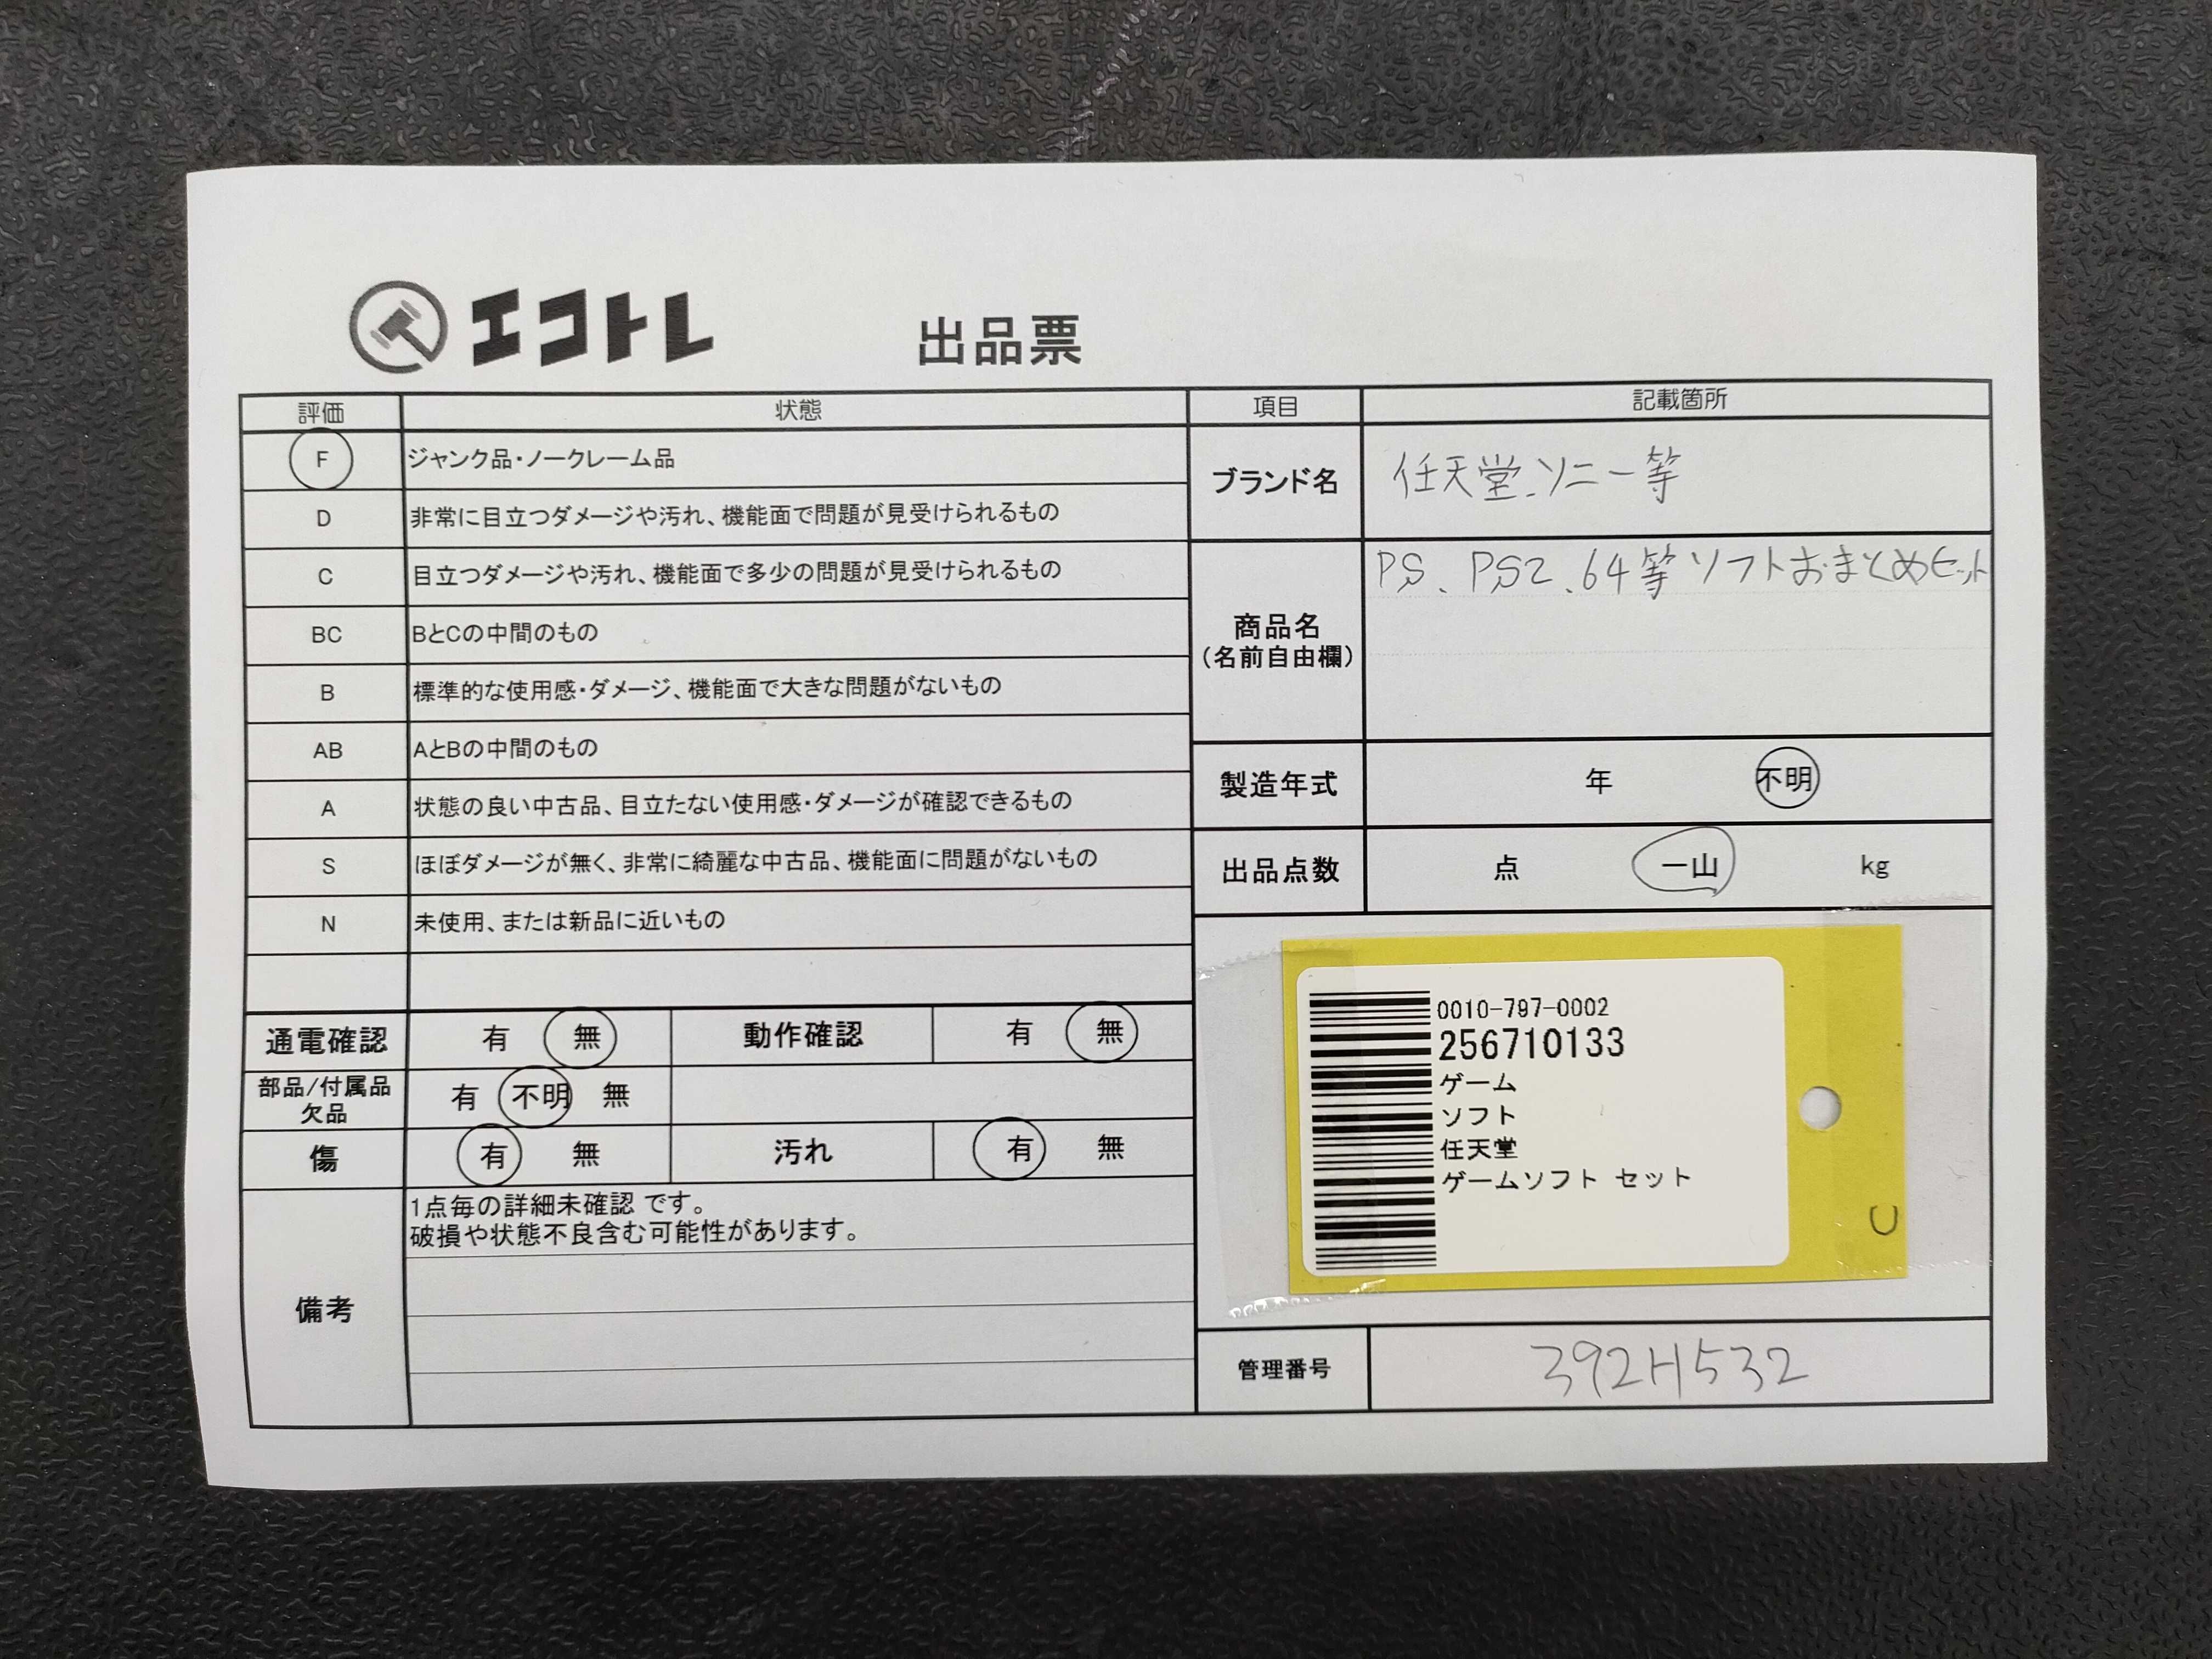 エコトレ
出品票
評価 状態
F ジャンク品・ノークレーム品
D 非常に目立つダメージや汚れ、機能面で問題が見受けられるもの
C 目立つダメージや汚れ、機能面で多少の問題が見受けられるもの
BC BとCの中間のもの
B 標準的な使用感・ダメージ、機能面で大きな問題がないもの
AB AとBの中間のもの
A 状態の良い中古品、目立たない使用感・ダメージが確認できるもの
S ほぼダメージが無く、非常に綺麗な中古品、機能面に問題がないもの
N 未使用、または新品に近いもの
通電確認 有 無 動作確認 有 無
部品/付属品
欠品
有 不明 無
傷 有 無 汚れ 有 無
備考
1点毎の詳細未確認 です。
破損や状態不良含む可能性があります。
項目 記載箇所
ブランド名 任天堂、ソニー等
商品名
(名前自由欄)
PS、PS2、64等ソフトおまとめセット
製造年式 年 不明
出品点数 点 一山 kg
0010-797-0002
256710133
ゲーム
ソフト
任天堂
ゲームソフト セット
U
管理番号 392H532